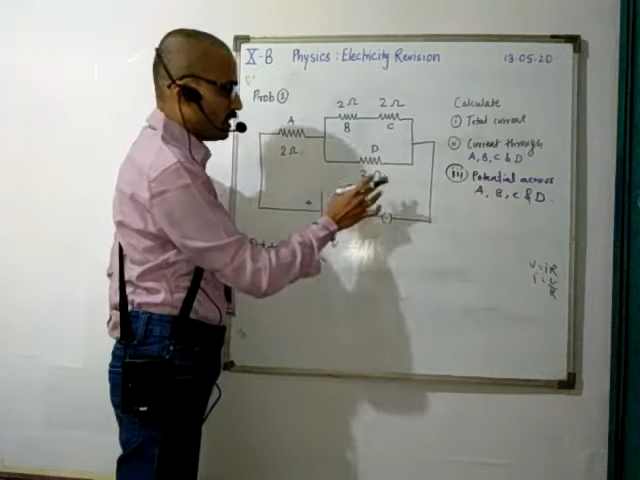 X-B Physics : Electricity Revision 13.05.20
Prob ①
2Ω 2Ω
A B C
2Ω D
2Ω
+
( )
Calculate
(i) Total current
(ii) Current through
A, B, C & D
(iii) Potential across
A, B, C & D.
V = iR
i = V/R